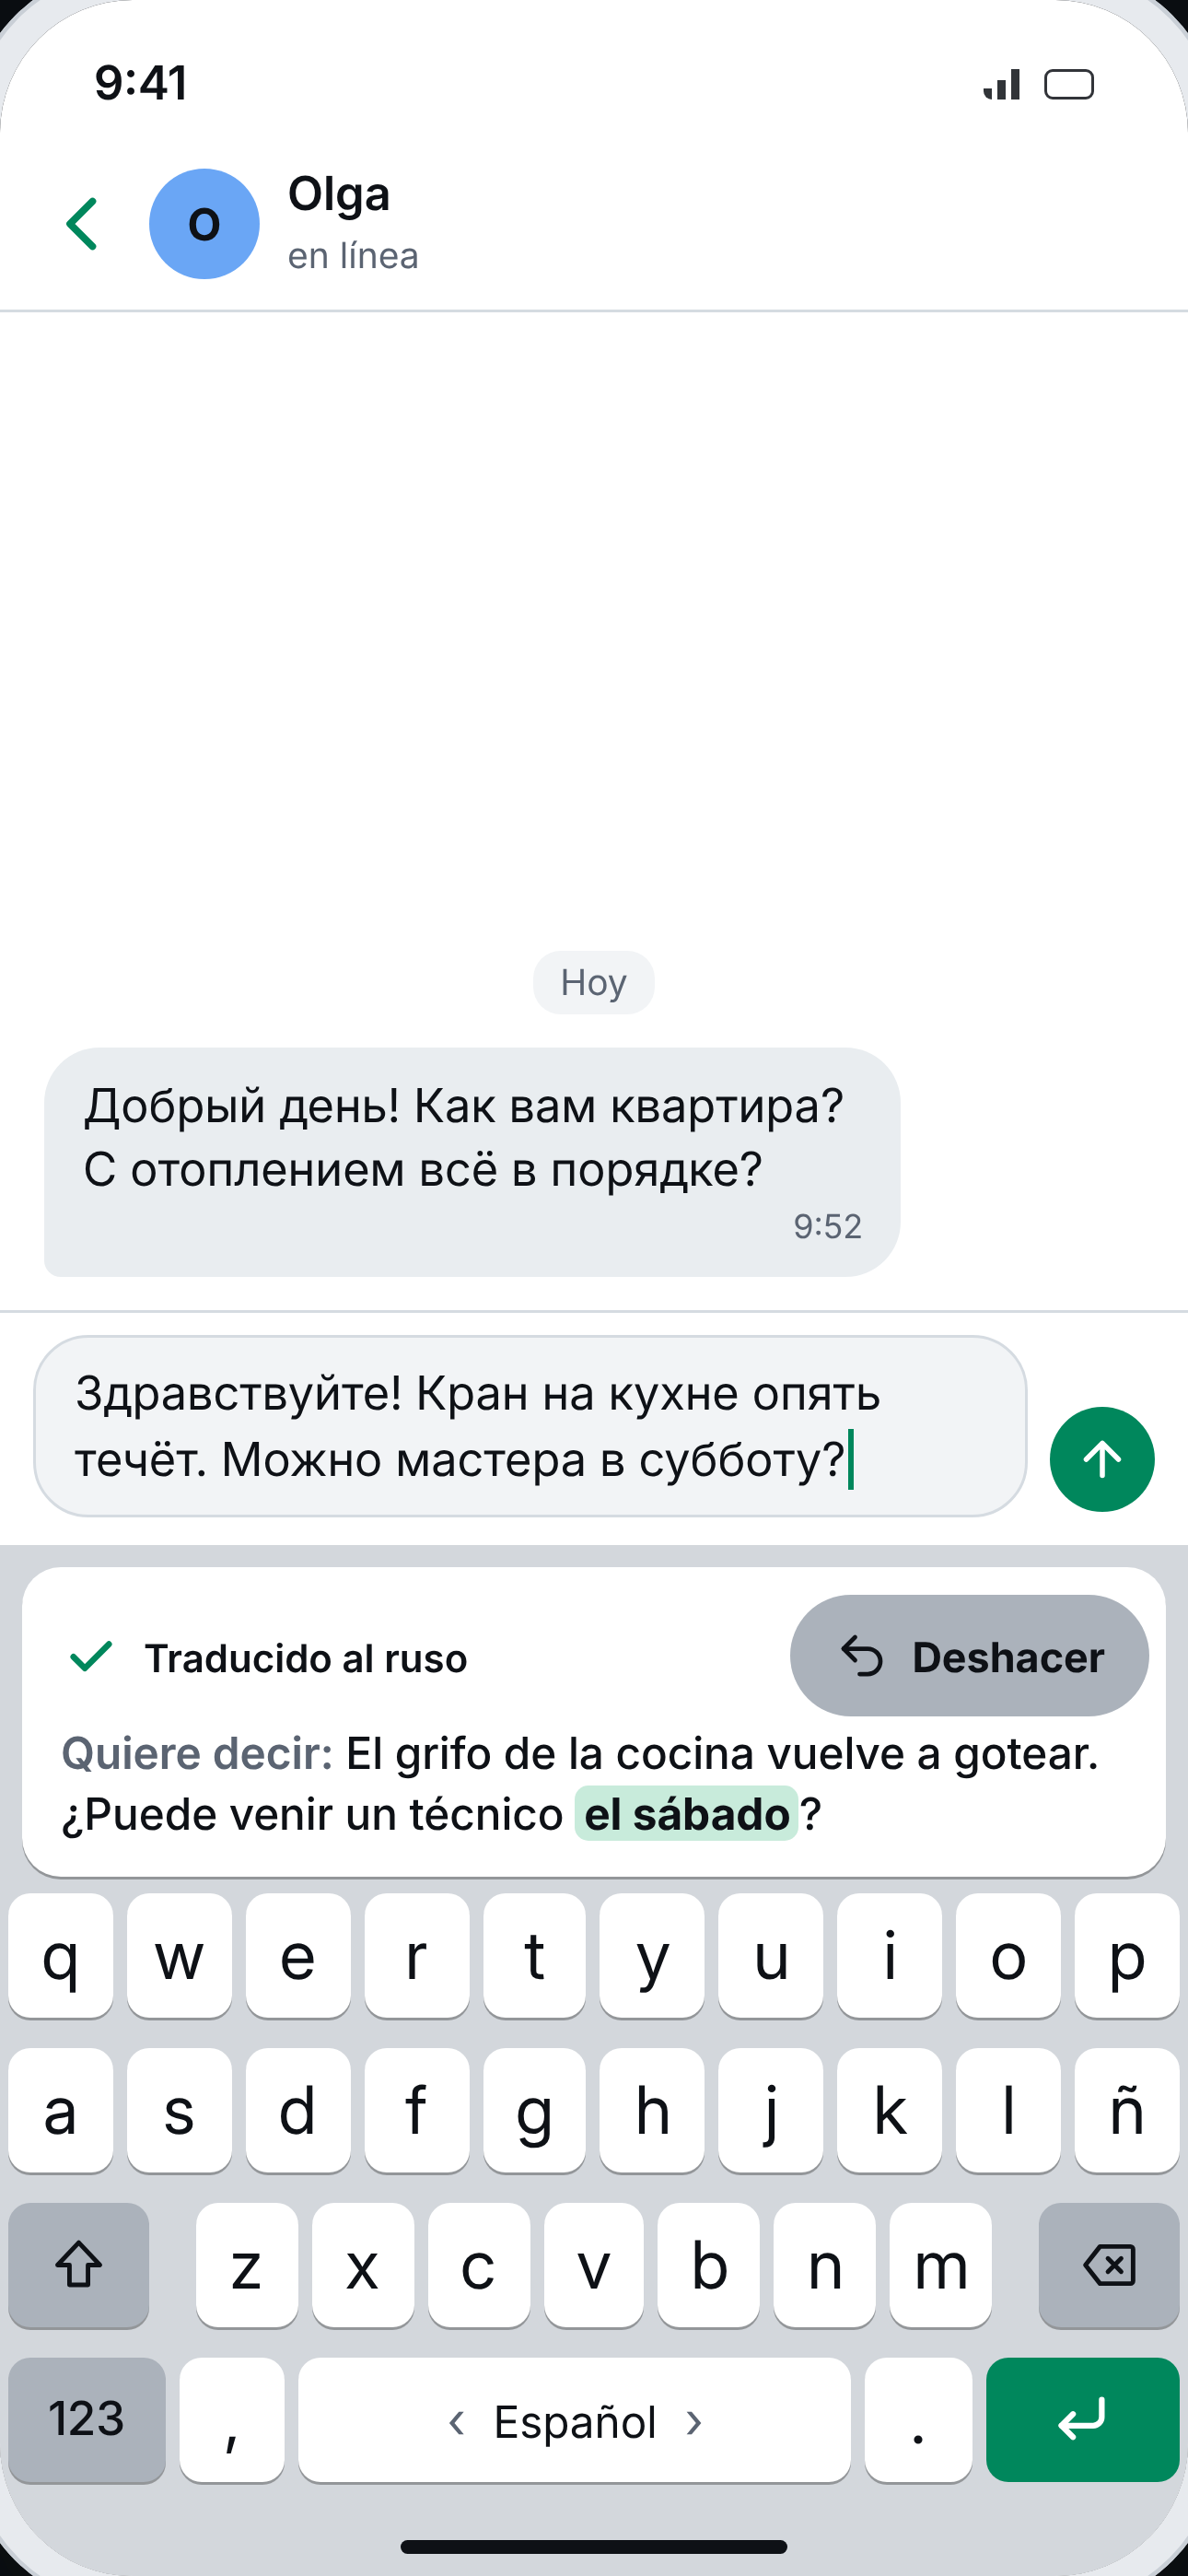 9:41
O
Olga
en línea
Hoy
Добрый день! Как вам квартира?
С отоплением всё в порядке?
9:52
Здравствуйте! Кран на кухне опять
течёт. Можно мастера в субботу?
Traducido al ruso
Deshacer
Quiere decir: El grifo de la cocina vuelve a gotear.
¿Puede venir un técnico el sábado?
q w e r t y u i o p
a s d f g h j k l ñ
z x c v b n m
123 , ‹ Español › .